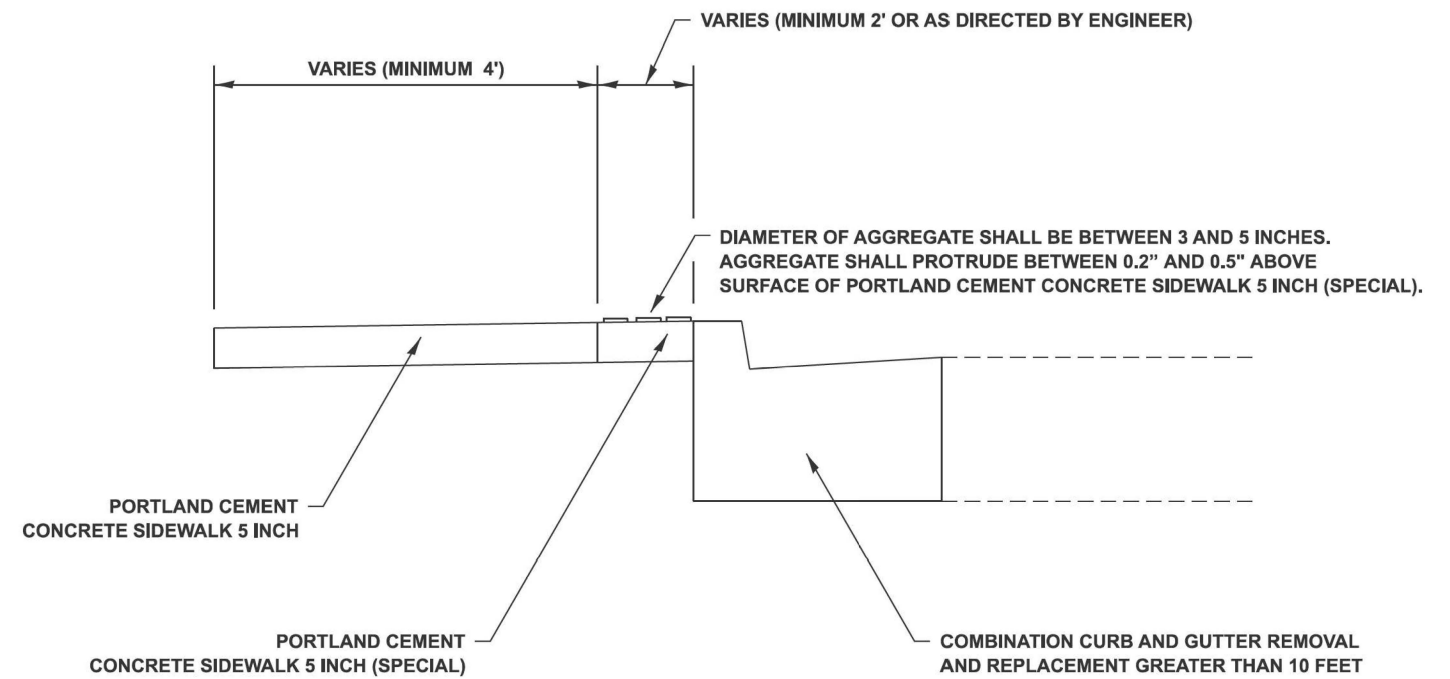 VARIES (MINIMUM 2' OR AS DIRECTED BY ENGINEER)
VARIES (MINIMUM 4')
DIAMETER OF AGGREGATE SHALL BE BETWEEN 3 AND 5 INCHES.
AGGREGATE SHALL PROTRUDE BETWEEN 0.2” AND 0.5" ABOVE
SURFACE OF PORTLAND CEMENT CONCRETE SIDEWALK 5 INCH (SPECIAL).
PORTLAND CEMENT
CONCRETE SIDEWALK 5 INCH
PORTLAND CEMENT
CONCRETE SIDEWALK 5 INCH (SPECIAL)
COMBINATION CURB AND GUTTER REMOVAL
AND REPLACEMENT GREATER THAN 10 FEET